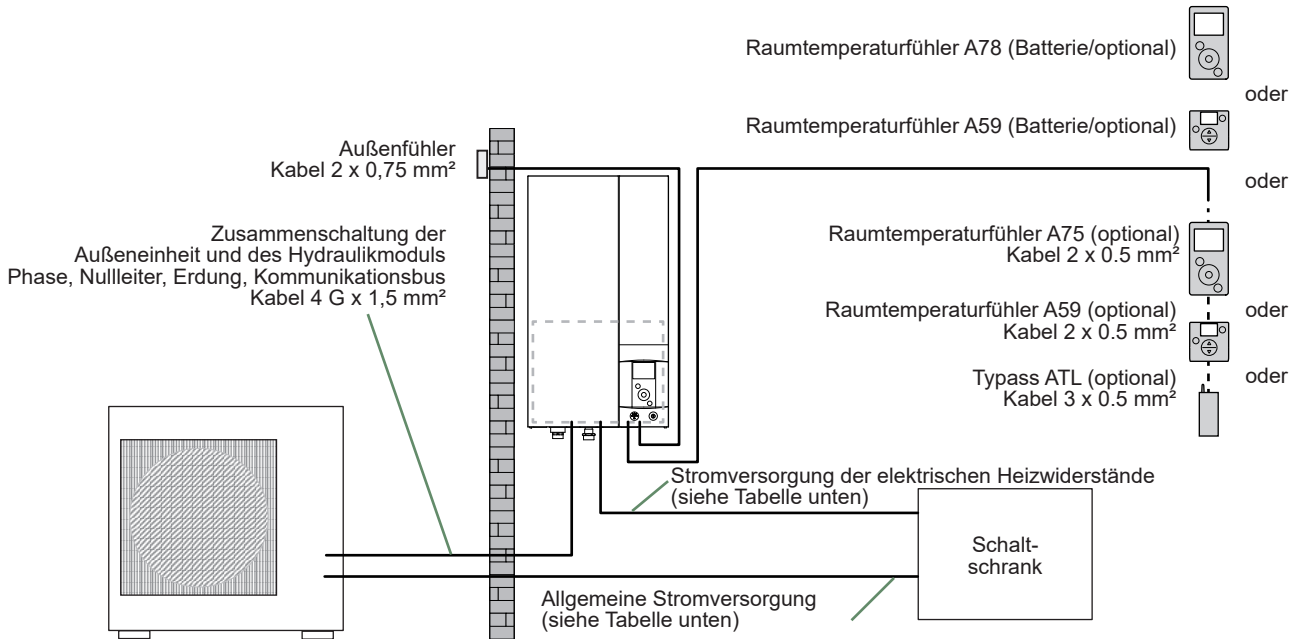 Raumtemperaturfühler A78 (Batterie/optional)
oder
Raumtemperaturfühler A59 (Batterie/optional)
oder
Außenfühler
Kabel 2 x 0,75 mm²
Zusammenschaltung der
Außeneinheit und des Hydraulikmoduls
Phase, Nullleiter, Erdung, Kommunikationsbus
Kabel 4 G x 1,5 mm²
Raumtemperaturfühler A75 (optional)
Kabel 2 x 0.5 mm²
oder
Raumtemperaturfühler A59 (optional)
Kabel 2 x 0.5 mm²
oder
Typass ATL (optional)
Kabel 3 x 0.5 mm²
Stromversorgung der elektrischen Heizwiderstände
(siehe Tabelle unten)
Schalt-
schrank
Allgemeine Stromversorgung
(siehe Tabelle unten)